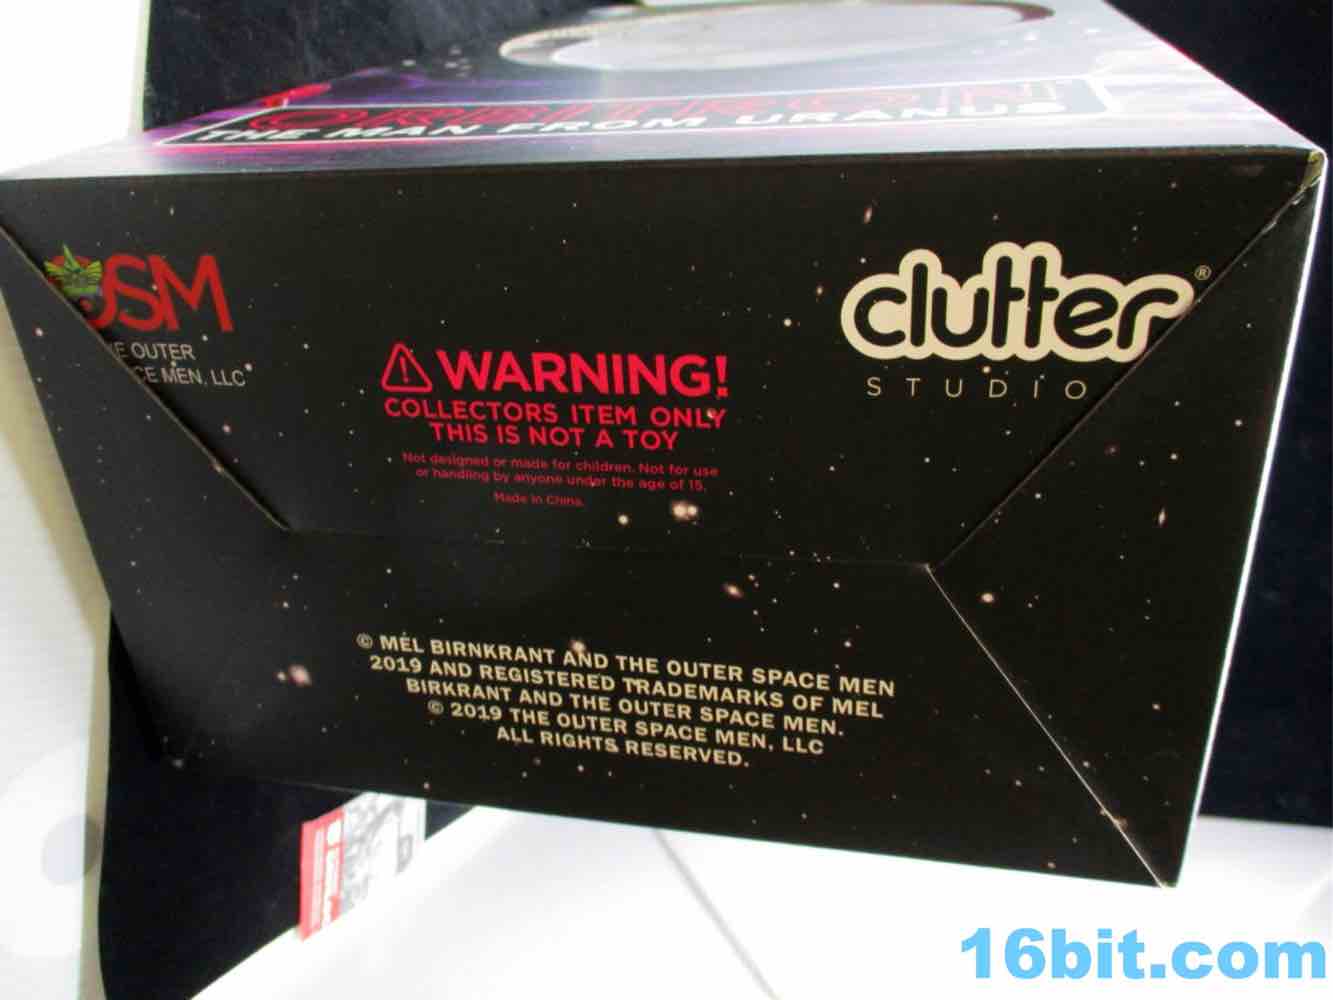 ORBITRON
THE MAN FROM URANUS
OSM
THE OUTER
SPACE MEN, LLC
clutter®
STUDIO
⚠ WARNING!
COLLECTORS ITEM ONLY
THIS IS NOT A TOY
Not designed or made for children. Not for use
or handling by anyone under the age of 15.
Made in China.
© MEL BIRNKRANT AND THE OUTER SPACE MEN
2019 AND REGISTERED TRADEMARKS OF MEL
BIRKRANT AND THE OUTER SPACE MEN.
© 2019 THE OUTER SPACE MEN, LLC
ALL RIGHTS RESERVED.
16bit.com